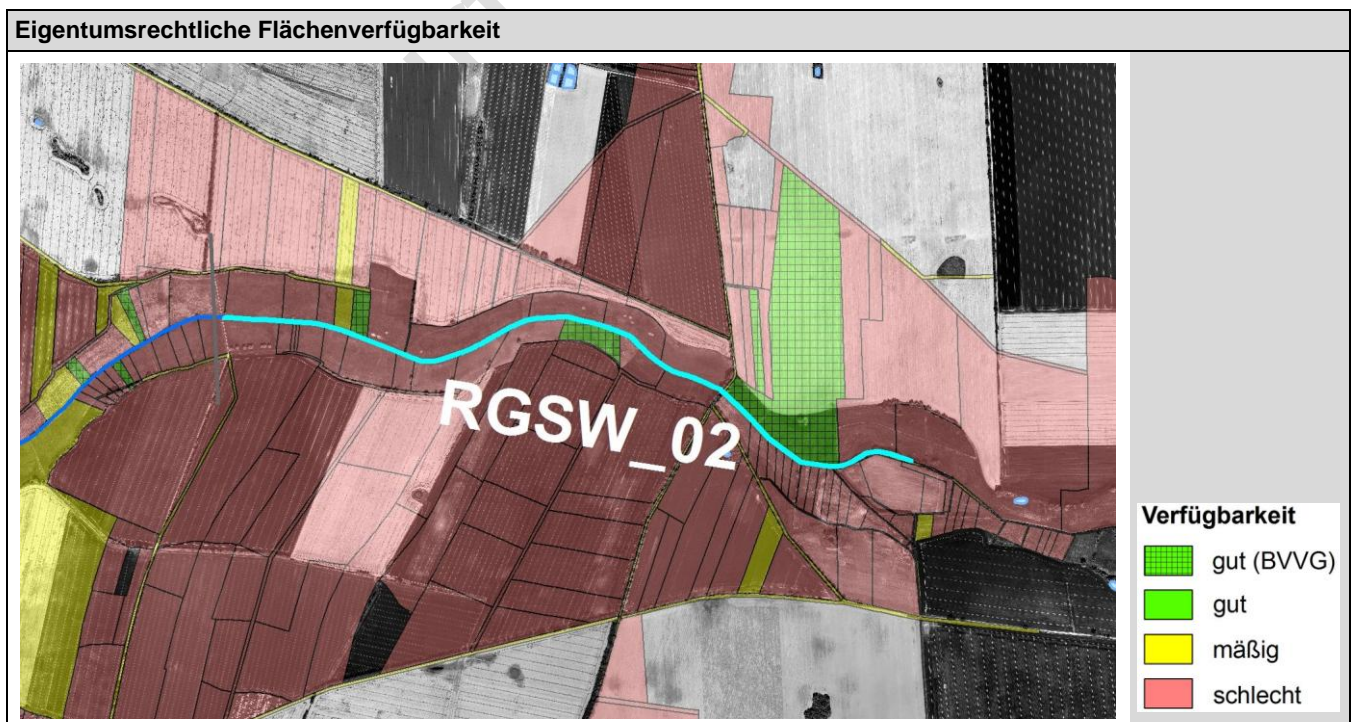 Eigentumsrechtliche Flächenverfügbarkeit
RGSW_02
Verfügbarkeit
gut (BVVG)
gut
mäßig
schlecht